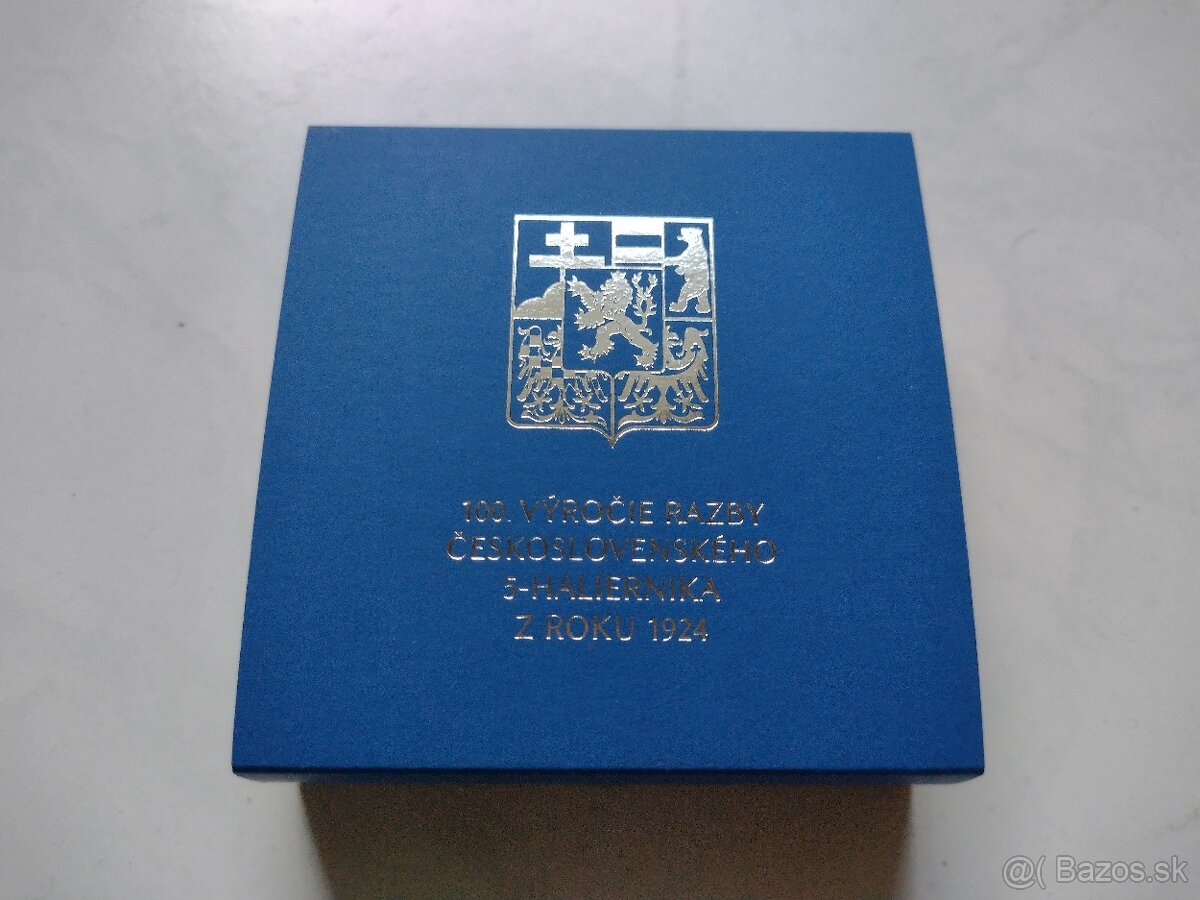 100. VÝROČIE RAZBY
ČESKOSLOVENSKÉHO
5-HALIERNIKA
Z ROKU 1924
@( Bazos.sk